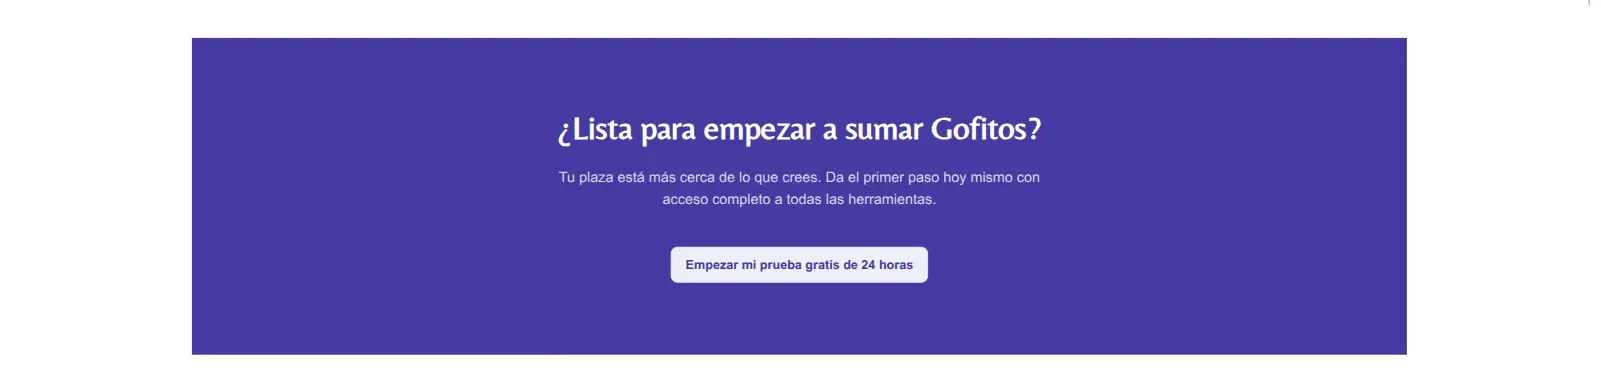 ¿Lista para empezar a sumar Gofitos?
Tu plaza está más cerca de lo que crees. Da el primer paso hoy mismo con
acceso completo a todas las herramientas.
Empezar mi prueba gratis de 24 horas